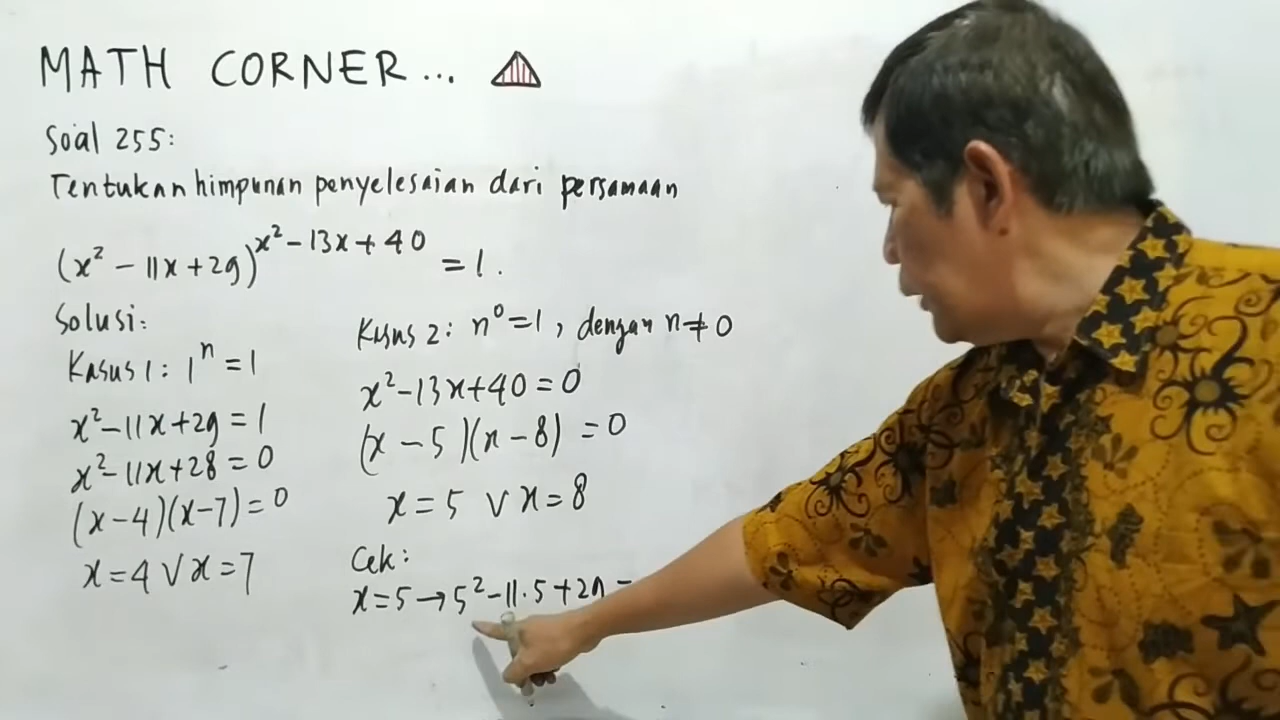 MATH CORNER...
Soal 255:
Tentukan himpunan penyelesaian dari persamaan
(x² - 11x + 29)^(x² - 13x + 40) = 1.
Solusi:
Kasus 1: 1ⁿ = 1
x² - 11x + 29 = 1
x² - 11x + 28 = 0
(x - 4)(x - 7) = 0
x = 4 ∨ x = 7
Kasus 2: n⁰ = 1, dengan n ≠ 0
x² - 13x + 40 = 0
(x - 5)(x - 8) = 0
x = 5 ∨ x = 8
Cek:
x = 5 → 5² - 11·5 + 29 =